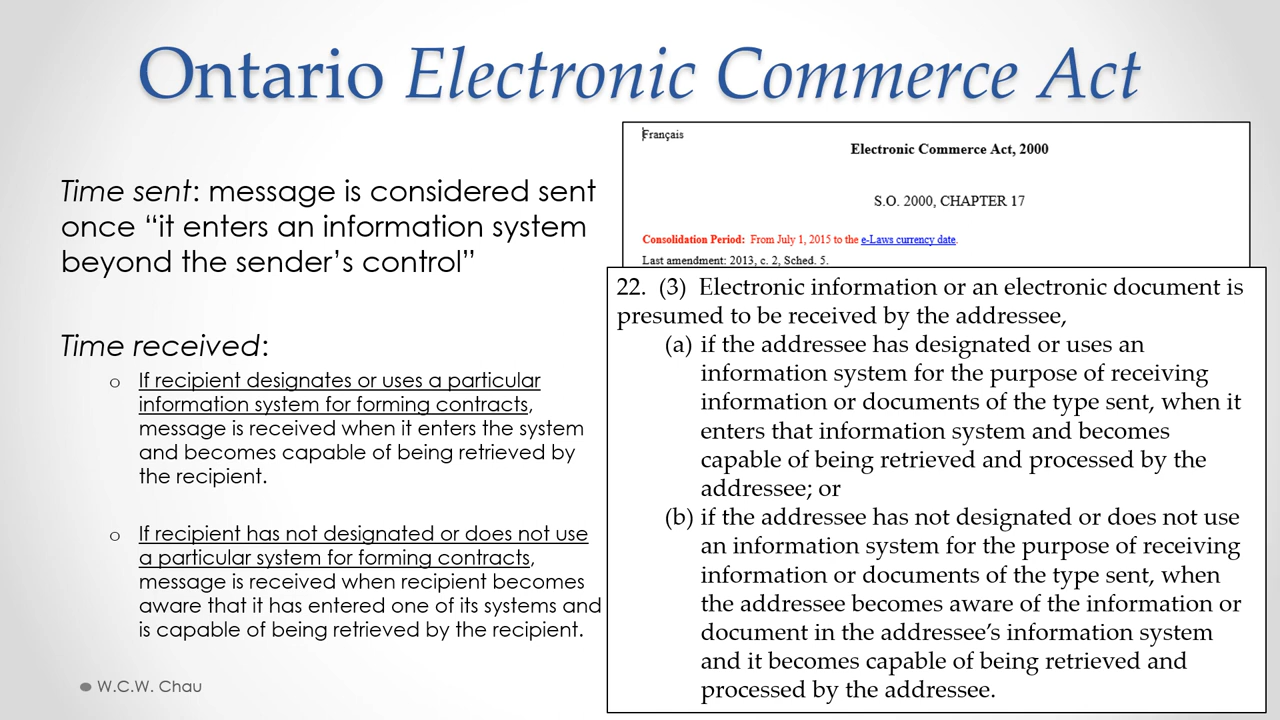 Ontario Electronic Commerce Act
Time sent: message is considered sent
once “it enters an information system
beyond the sender’s control”
Time received:
o If recipient designates or uses a particular
information system for forming contracts,
message is received when it enters the system
and becomes capable of being retrieved by
the recipient.
o If recipient has not designated or does not use
a particular system for forming contracts,
message is received when recipient becomes
aware that it has entered one of its systems and
is capable of being retrieved by the recipient.
Français
Electronic Commerce Act, 2000
S.O. 2000, CHAPTER 17
Consolidation Period: From July 1, 2015 to the e-Laws currency date.
Last amendment: 2013, c. 2, Sched. 5.
22. (3) Electronic information or an electronic document is
presumed to be received by the addressee,
(a) if the addressee has designated or uses an
information system for the purpose of receiving
information or documents of the type sent, when it
enters that information system and becomes
capable of being retrieved and processed by the
addressee; or
(b) if the addressee has not designated or does not use
an information system for the purpose of receiving
information or documents of the type sent, when
the addressee becomes aware of the information or
document in the addressee’s information system
and it becomes capable of being retrieved and
processed by the addressee.
W.C.W. Chau